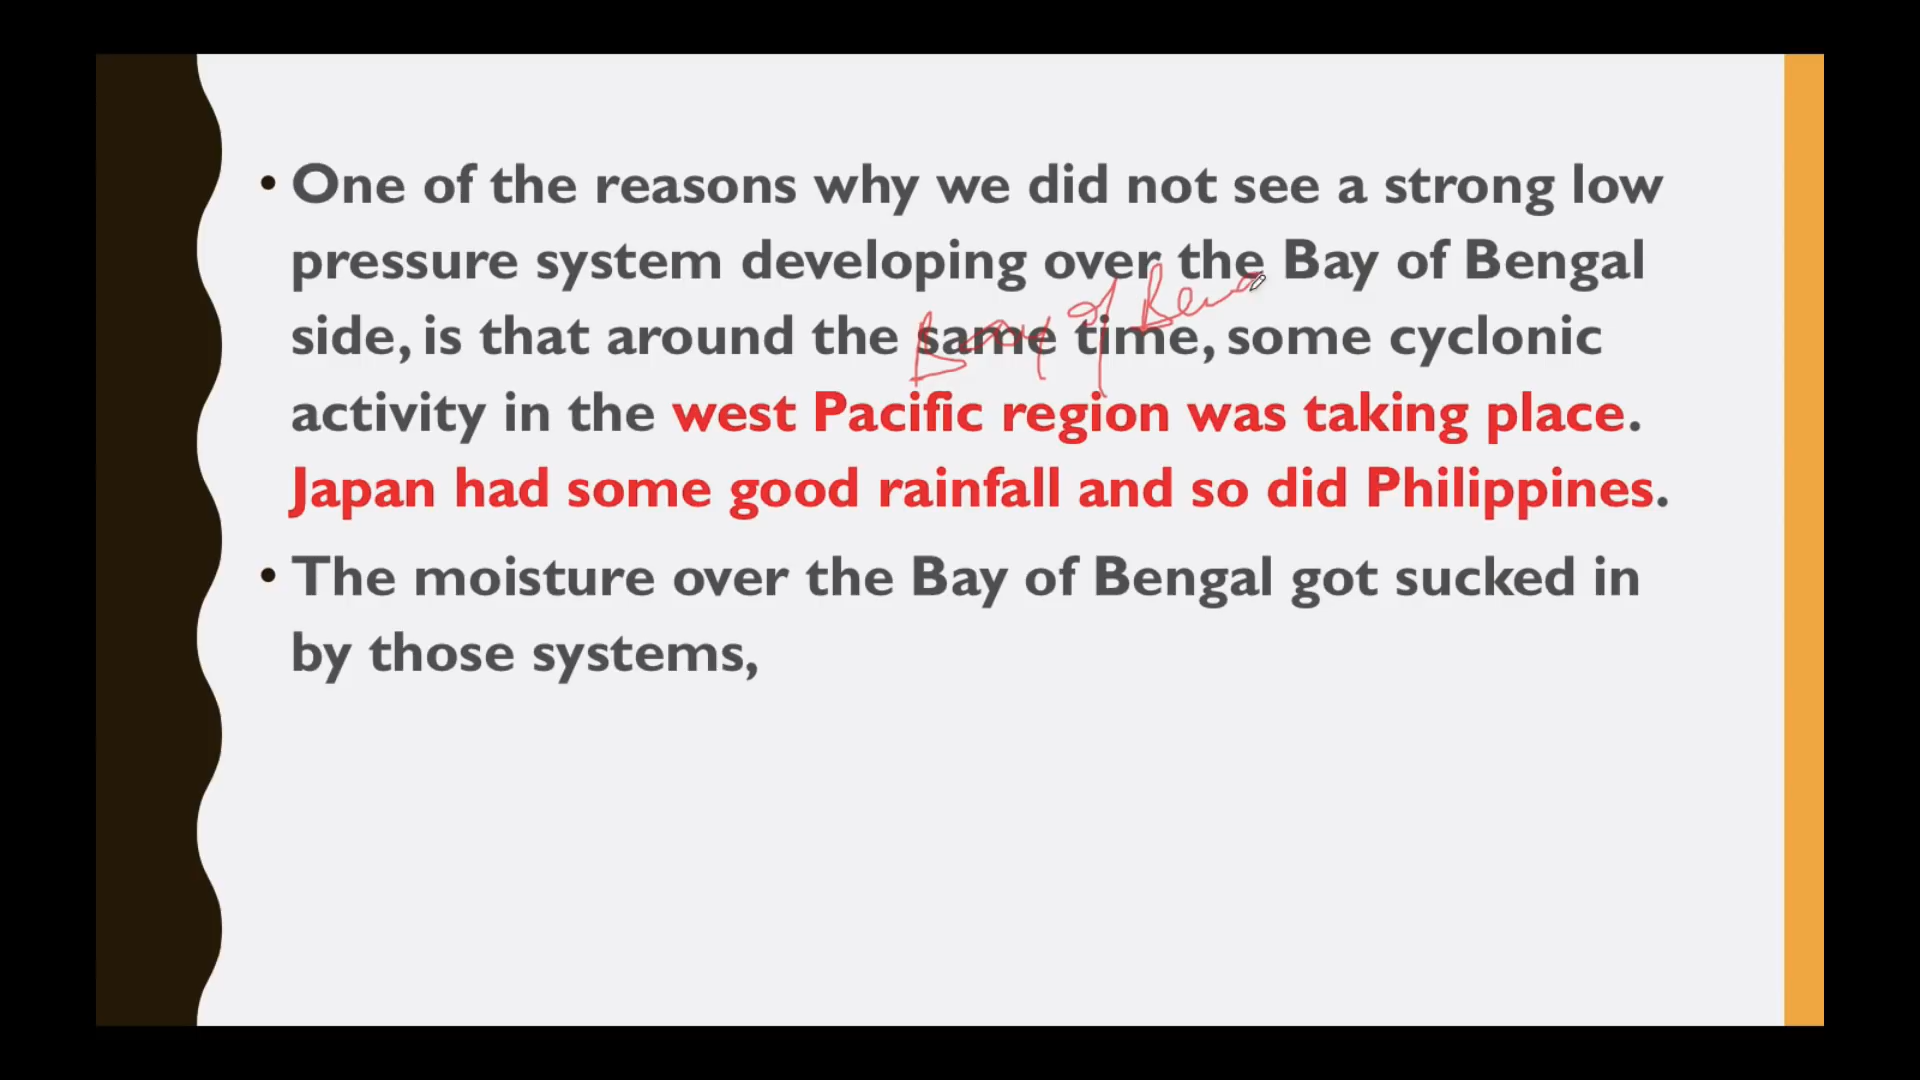 • One of the reasons why we did not see a strong low
pressure system developing over the Bay of Bengal
side, is that around the same time, some cyclonic
activity in the west Pacific region was taking place.
Japan had some good rainfall and so did Philippines.
• The moisture over the Bay of Bengal got sucked in
by those systems,
Bay of